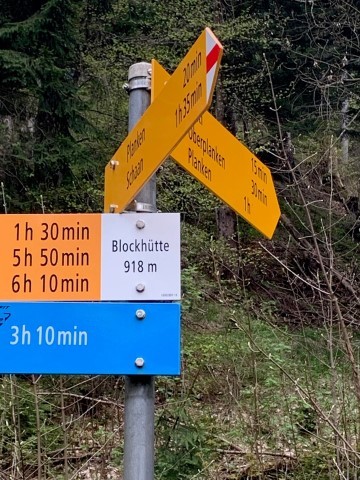 Planken 20min
Schaan 1h 35min
15min
Oberplanken 30min
Planken 1h
1h 30min
5h 50min
6h 10min
Blockhütte
918 m
3h 10min